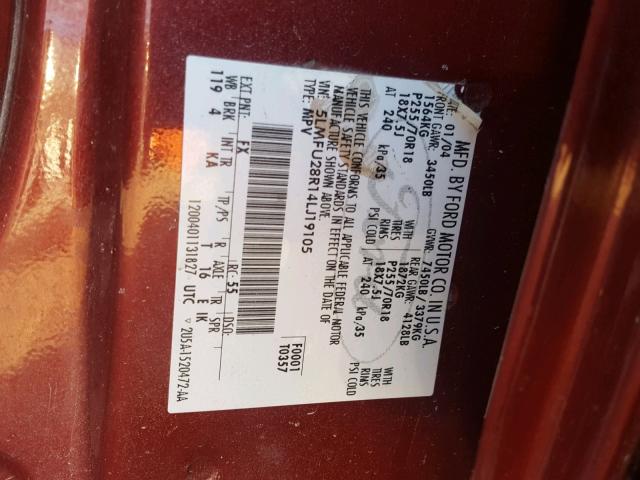 MFD. BY FORD MOTOR CO. IN U.S.A.
DATE: 01/04 GVWR: 7450LB/3379KG
FRONT GAWR: 3450LB REAR GAWR: 4128LB
1564KG WITH 1872KG WITH
P255/70R18 TIRES P255/70R18 TIRES
18X7.5J RIMS 18X7.5J RIMS
AT 240 kPa/35 PSI COLD AT 240 kPa/35 PSI COLD
THIS VEHICLE CONFORMS TO ALL APPLICABLE FEDERAL MOTOR
VEHICLE SAFETY STANDARDS IN EFFECT ON THE DATE OF
MANUFACTURE SHOWN ABOVE.
VIN: 5LMFU28R14LJ19105
TYPE: MPV
F0001
T0357
EXT PNT: FX RC: 55 DSO:
WB BRK INT TR TP/PS R AXLE TR SPR
119 4 KA T 16 E IK
1200401131827 UTC 2U5A-1520472-AA